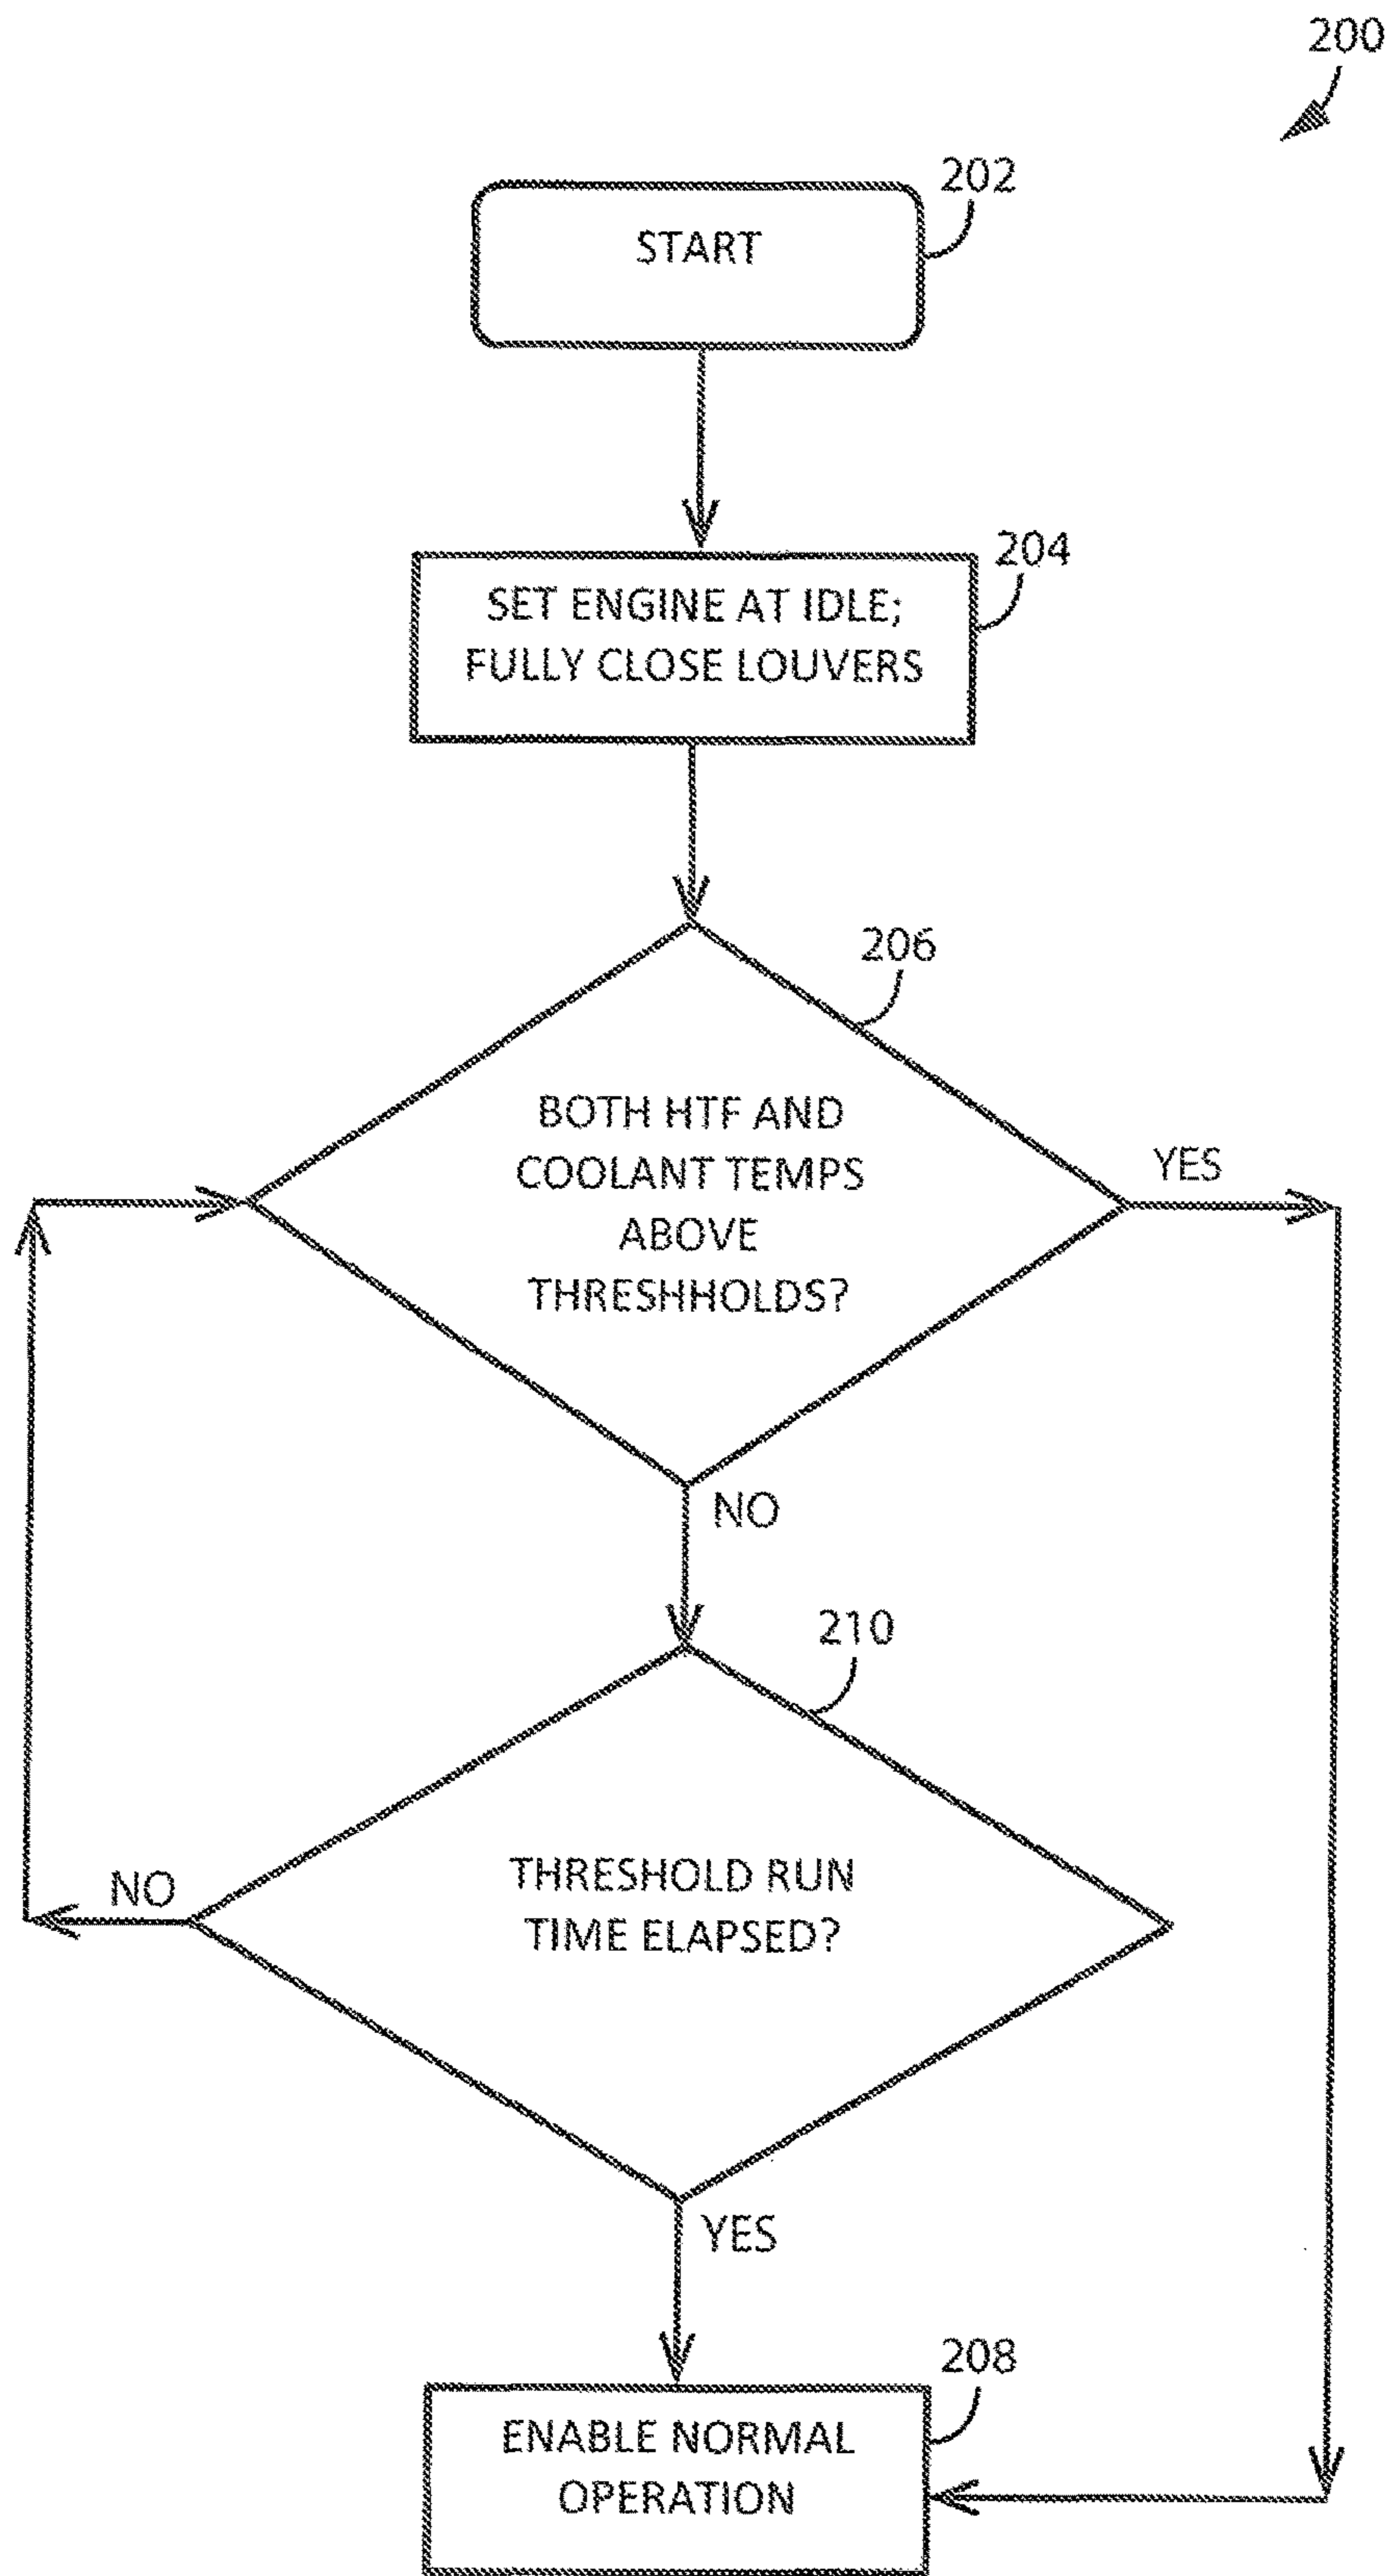 200
202
START
204
SET ENGINE AT IDLE;
FULLY CLOSE LOUVERS
206
BOTH HTF AND
COOLANT TEMPS
ABOVE
THRESHHOLDS?
YES
NO
210
THRESHOLD RUN
TIME ELAPSED?
NO
YES
208
ENABLE NORMAL
OPERATION